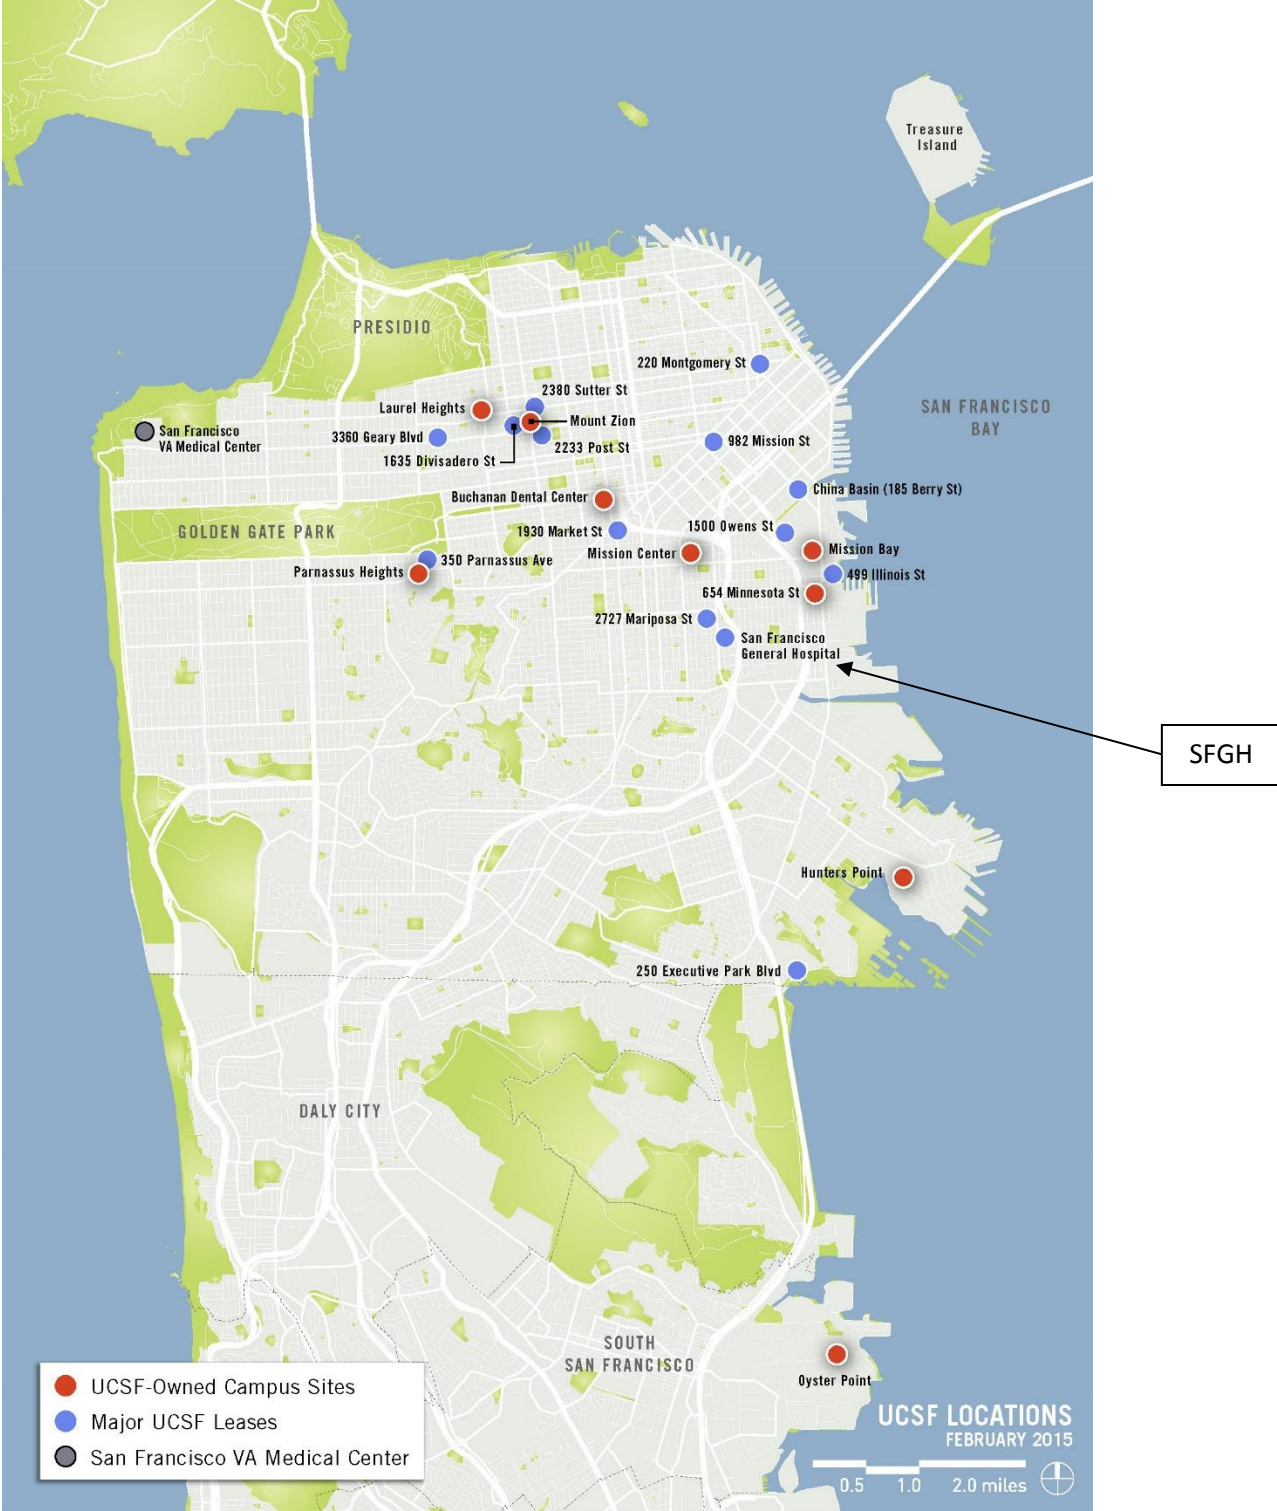 Treasure
Island
PRESIDIO
220 Montgomery St
2380 Sutter St
Laurel Heights
SAN FRANCISCO
BAY
Mount Zion
San Francisco
VA Medical Center
3360 Geary Blvd
982 Mission St
2233 Post St
1635 Divisadero St
China Basin (185 Berry St)
Buchanan Dental Center
GOLDEN GATE PARK
1930 Market St
1500 Owens St
Mission Center
Mission Bay
350 Parnassus Ave
Parnassus Heights
499 Illinois St
654 Minnesota St
2727 Mariposa St
San Francisco
General Hospital
SFGH
Hunters Point
250 Executive Park Blvd
DALY CITY
SOUTH
SAN FRANCISCO
Oyster Point
UCSF-Owned Campus Sites
Major UCSF Leases
San Francisco VA Medical Center
UCSF LOCATIONS
FEBRUARY 2015
0.5 1.0 2.0 miles